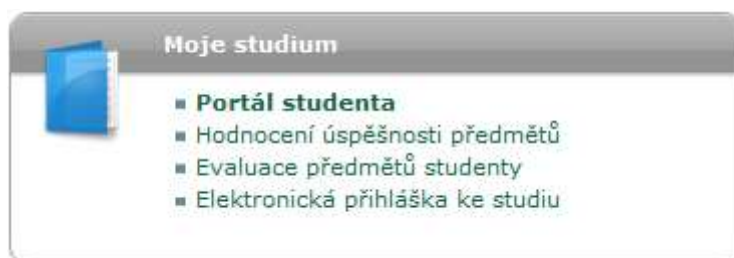 Moje studium
Portál studenta
Hodnocení úspěšnosti předmětů
Evaluace předmětů studenty
Elektronická přihláška ke studiu